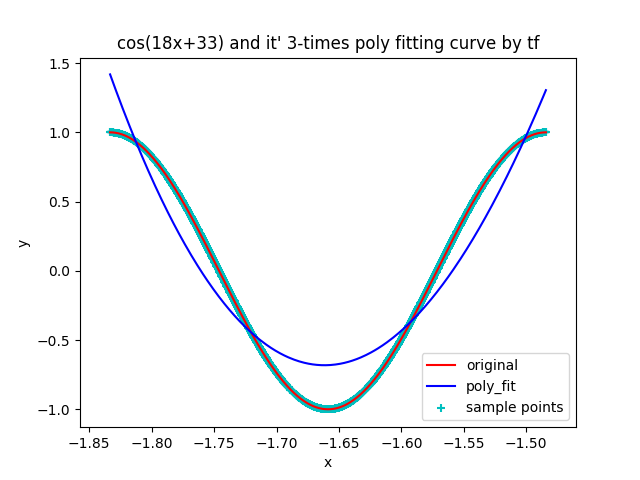 cos(18x+33) and it' 3-times poly fitting curve by tf
1.5
1.0
0.5
0.0
−0.5
−1.0
y
original
poly_fit
sample points
−1.85 −1.80 −1.75 −1.70 −1.65 −1.60 −1.55 −1.50
x